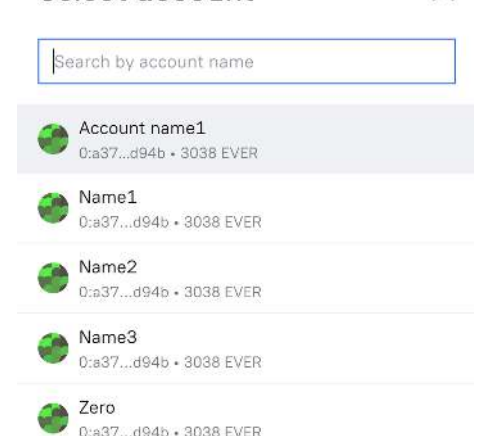 Search by account name
Account name1
0:a37...d94b • 3038 EVER
Name1
0:a37...d94b • 3038 EVER
Name2
0:a37...d94b • 3038 EVER
Name3
0:a37...d94b • 3038 EVER
Zero
0:a37...d94b • 3038 EVER